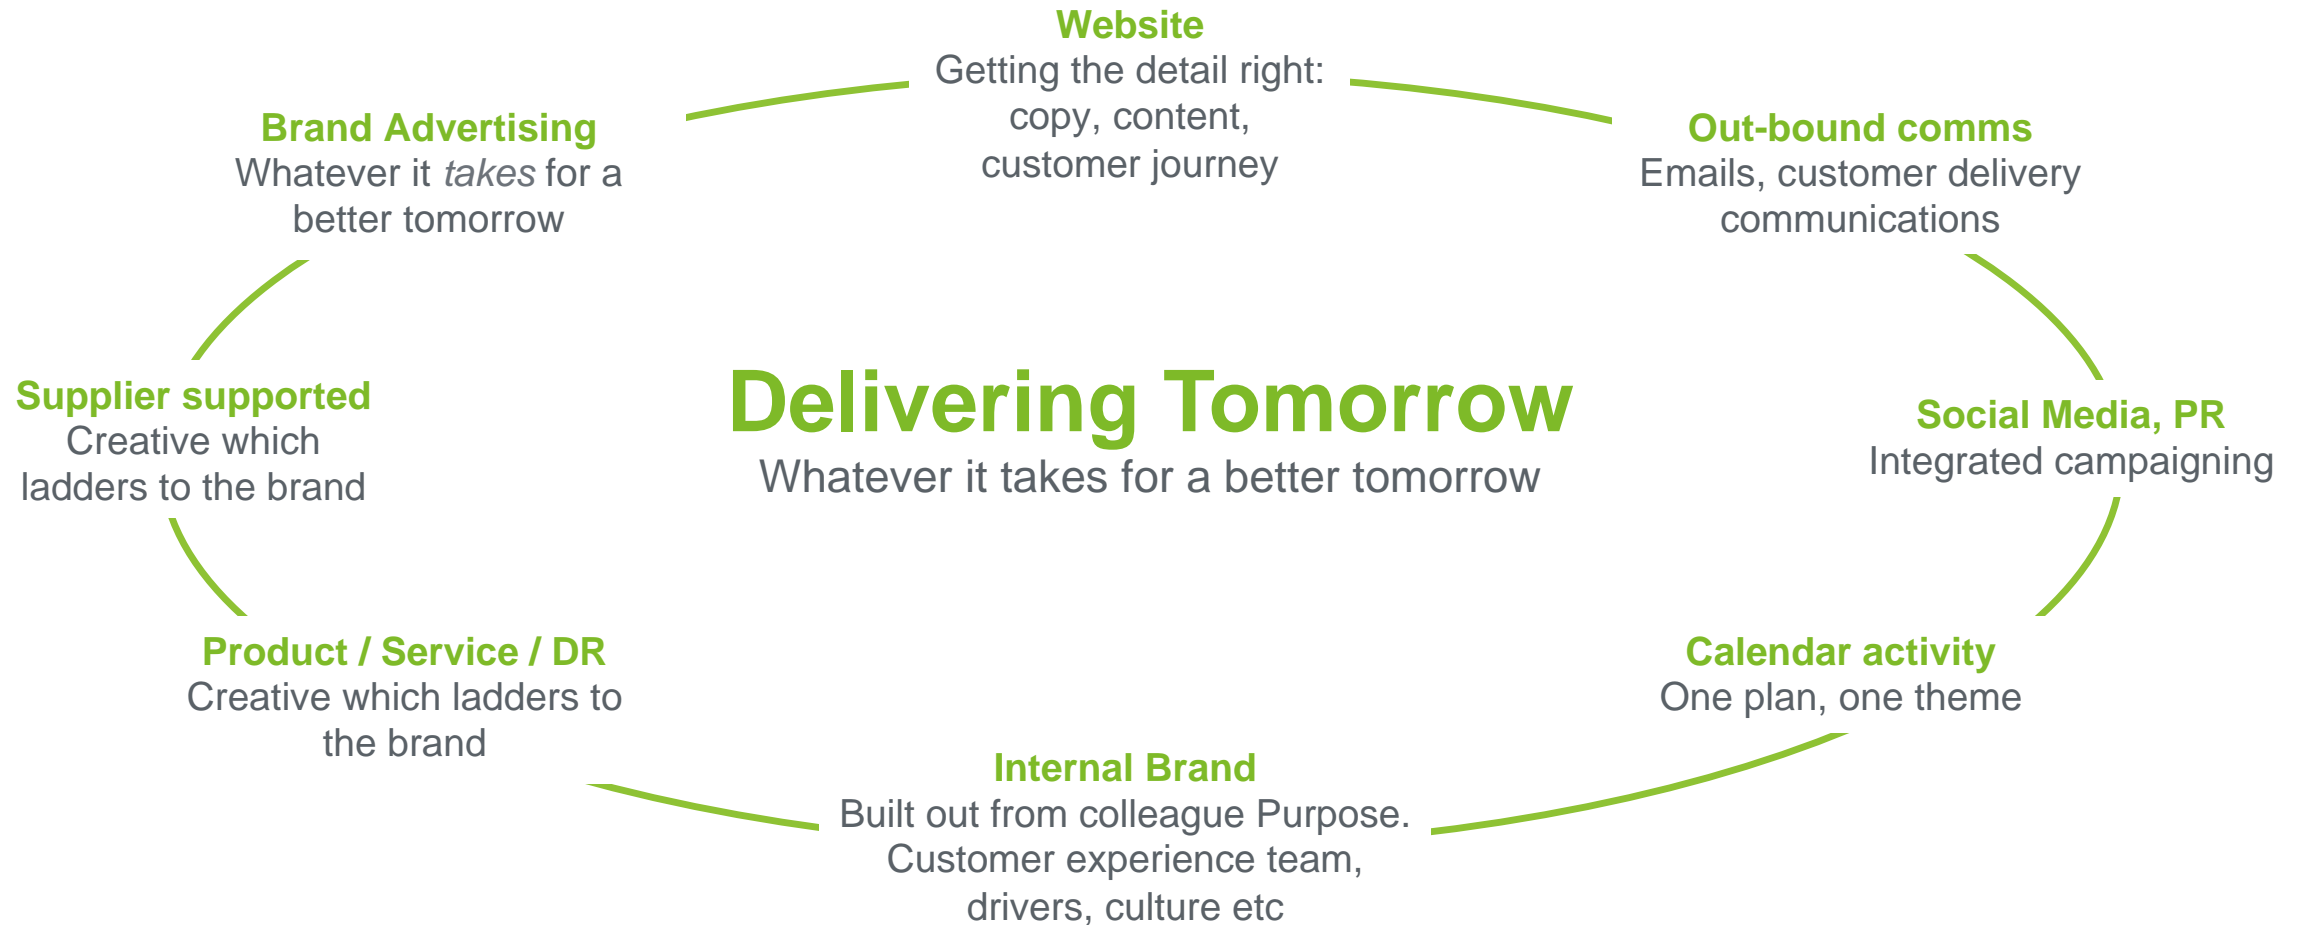 Website
Getting the detail right:
copy, content,
customer journey
Brand Advertising
Whatever it takes for a
better tomorrow
Out-bound comms
Emails, customer delivery
communications
Supplier supported
Creative which
ladders to the brand
Delivering Tomorrow
Whatever it takes for a better tomorrow
Social Media, PR
Integrated campaigning
Product / Service / DR
Creative which ladders to
the brand
Calendar activity
One plan, one theme
Internal Brand
Built out from colleague Purpose.
Customer experience team,
drivers, culture etc